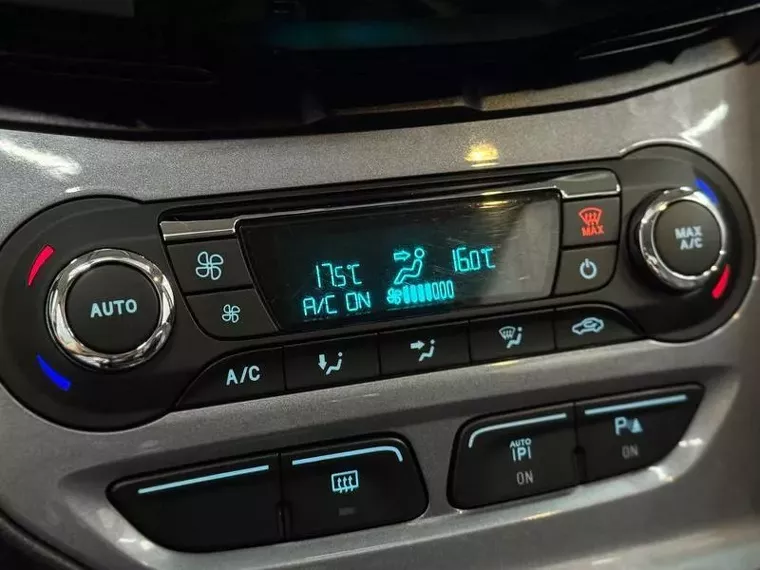 MAX
MAX
A/C
17.5°C
16.0°C
AUTO
A/C ON
A/C
AUTO
P
ON
P
ON